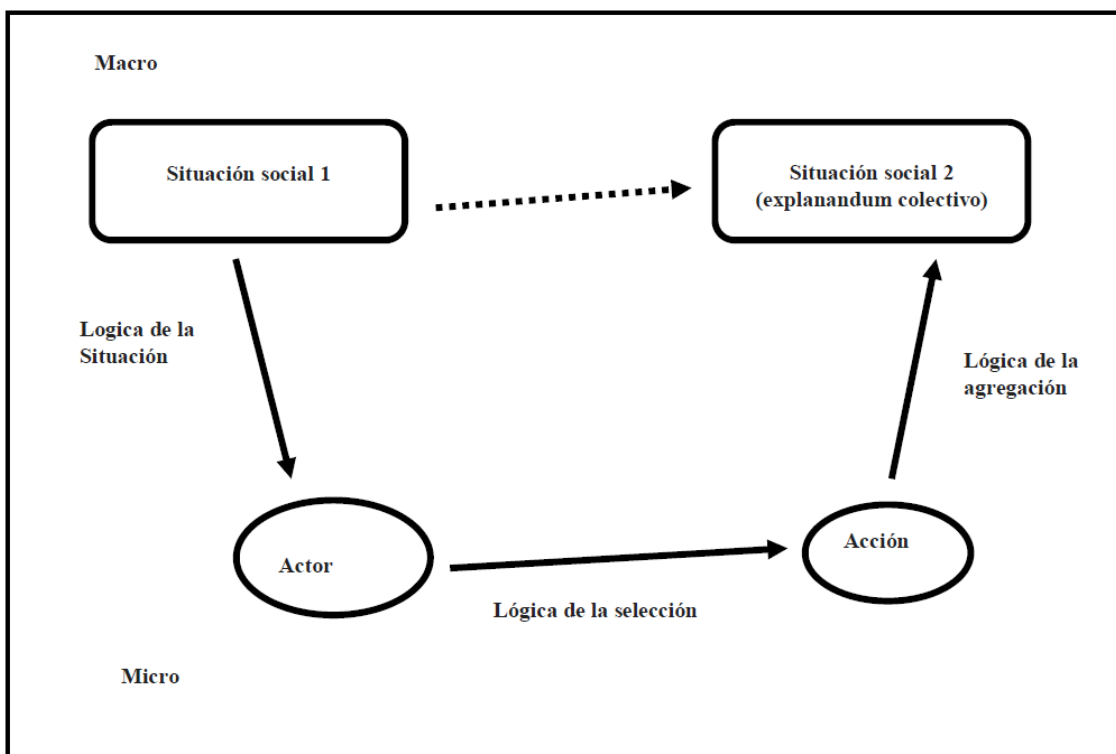 Macro
Situación social 1
Situación social 2
(explanandum colectivo)
Logica de la
Situación
Lógica de la
agregación
Actor
Acción
Lógica de la selección
Micro